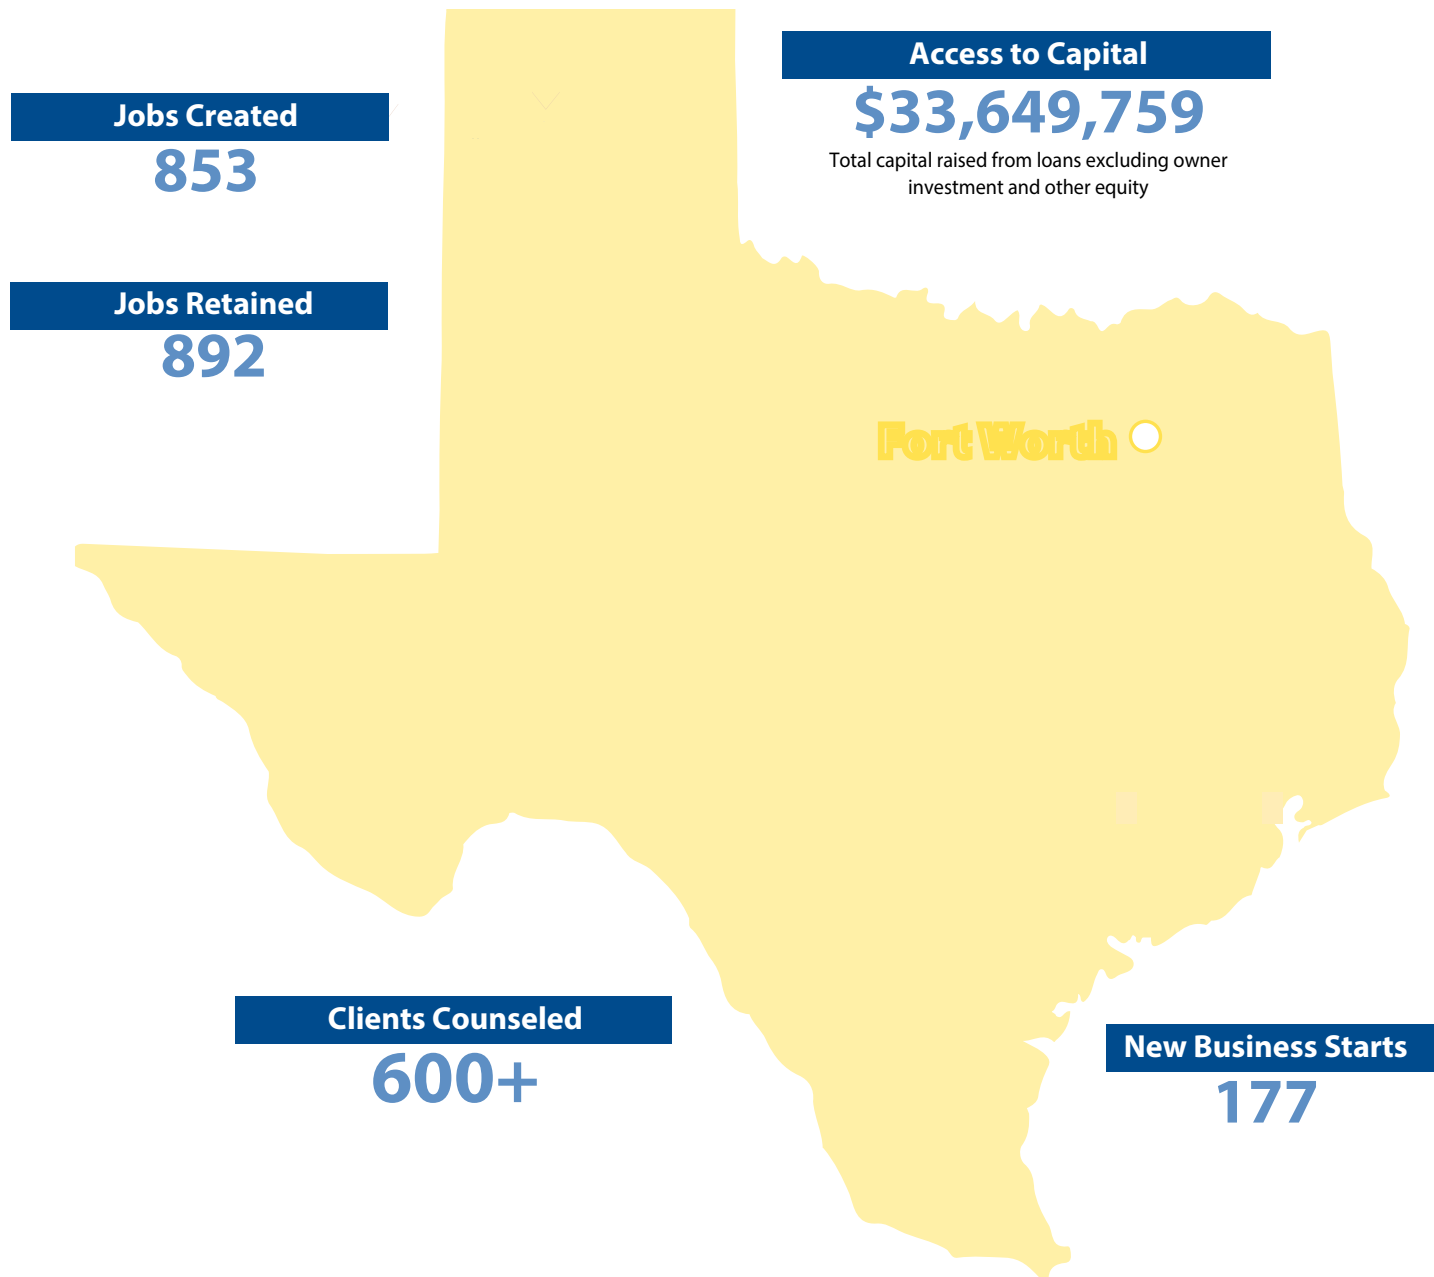 Access to Capital
$33,649,759
Total capital raised from loans excluding owner
investment and other equity
Jobs Created
853
Jobs Retained
892
Fort Worth
Clients Counseled
600+
New Business Starts
177